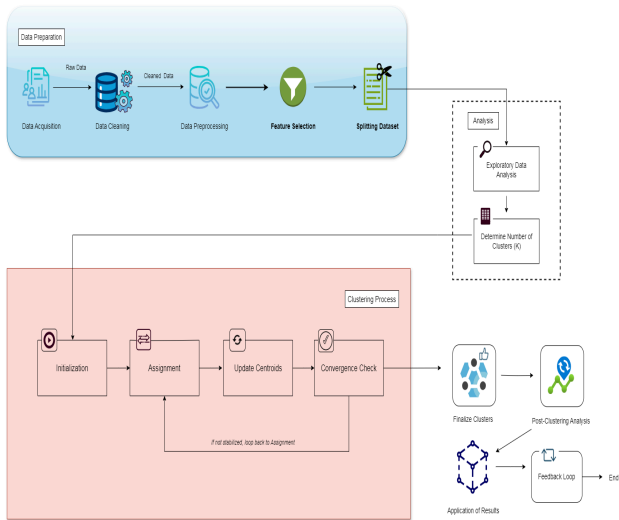 Data Preparation
Raw Data
Cleaned Data
Data Acquisition
Data Cleaning
Data Preprocessing
Feature Selection
Splitting Dataset
Analysis
Exploratory Data
Analysis
Determine Number of
Clusters (K)
Clustering Process
Initialization
Assignment
Update Centroids
Convergence Check
If not stabilized, loop back to Assignment
Finalize Clusters
Post-Clustering Analysis
Application of Results
Feedback Loop
End